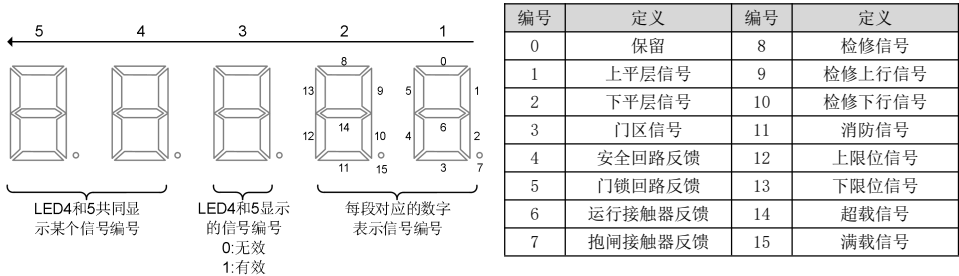 5 4 3 2 1
8 0
13 9 5 1
14 6
12 10 4 2
11 15 3 7
LED4和5共同显
示某个信号编号
LED4和5显示
的信号编号
0:无效
1:有效
每段对应的数字
表示信号编号
编号 定义 编号 定义
0 保留 8 检修信号
1 上平层信号 9 检修上行信号
2 下平层信号 10 检修下行信号
3 门区信号 11 消防信号
4 安全回路反馈 12 上限位信号
5 门锁回路反馈 13 下限位信号
6 运行接触器反馈 14 超载信号
7 抱闸接触器反馈 15 满载信号